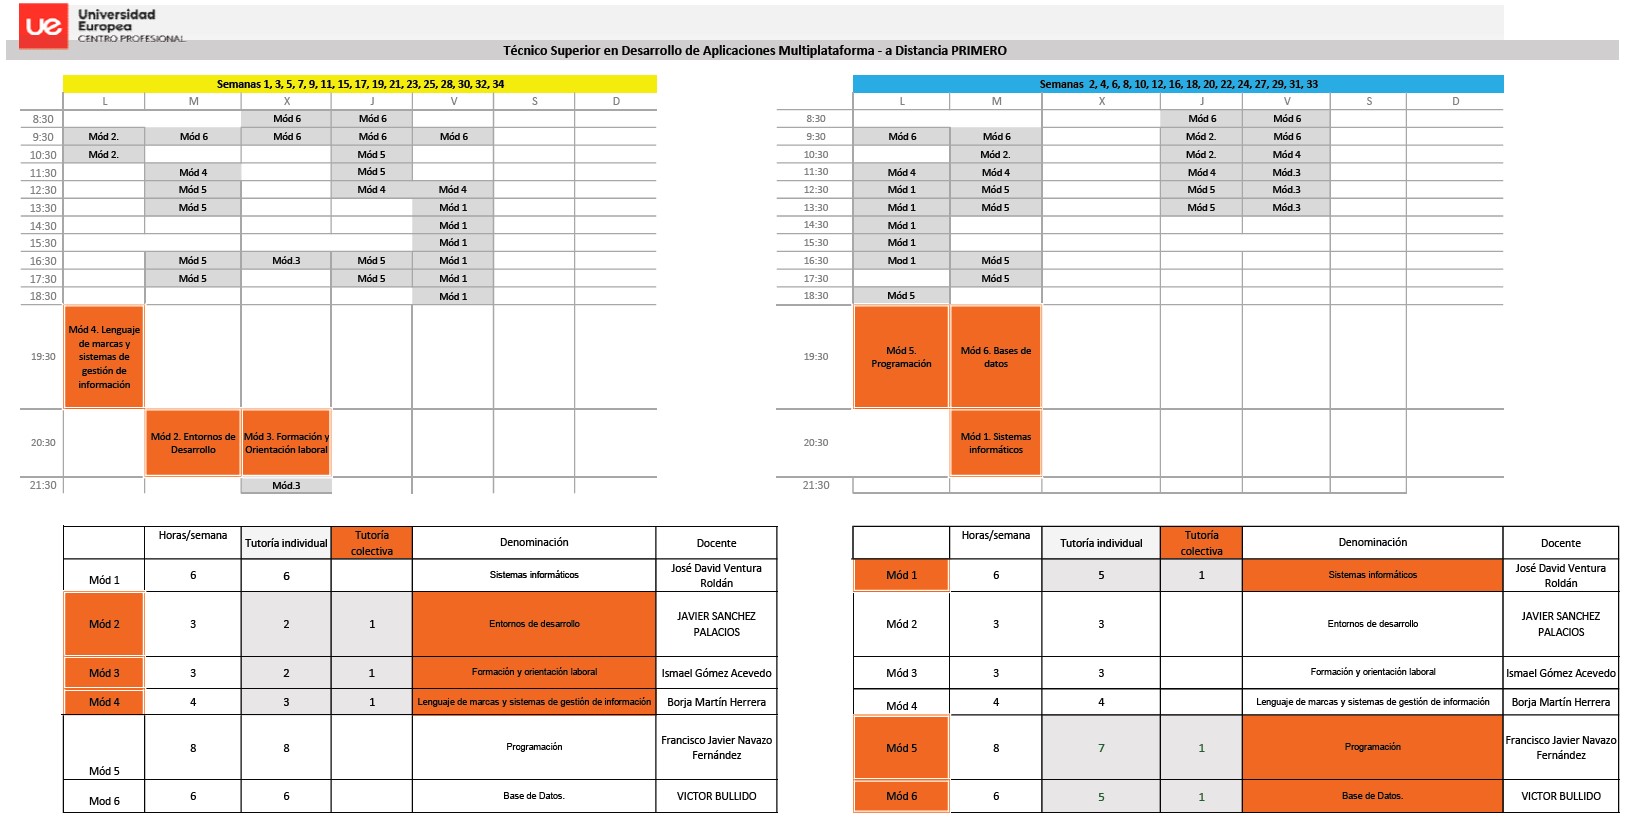 ue Universidad
Europea
CENTRO PROFESIONAL
Técnico Superior en Desarrollo de Aplicaciones Multiplataforma - a Distancia PRIMERO
Semanas 1, 3, 5, 7, 9, 11, 15, 17, 19, 21, 23, 25, 28, 30, 32, 34
L M X J V S D
8:30 Mód 6 Mód 6
9:30 Mód 2. Mód 6 Mód 6 Mód 6 Mód 6
10:30 Mód 2. Mód 5
11:30 Mód 4 Mód 5
12:30 Mód 5 Mód 4 Mód 4
13:30 Mód 5 Mód 1
14:30 Mód 1
15:30 Mód 1
16:30 Mód 5 Mód.3 Mód 5 Mód 1
17:30 Mód 5 Mód 5 Mód 1
18:30 Mód 1
19:30 Mód 4. Lenguaje
de marcas y
sistemas de
gestión de
información
20:30 Mód 2. Entornos de
Desarrollo
Mód 3. Formación y
Orientación laboral
21:30 Mód.3
Semanas 2, 4, 6, 8, 10, 12, 16, 18, 20, 22, 24, 27, 29, 31, 33
L M X J V S D
8:30 Mód 6 Mód 6
9:30 Mód 6 Mód 6 Mód 2. Mód 6
10:30 Mód 2. Mód 2. Mód 4
11:30 Mód 4 Mód 4 Mód 4 Mód.3
12:30 Mód 1 Mód 5 Mód 5 Mód.3
13:30 Mód 1 Mód 5 Mód 5 Mód.3
14:30 Mód 1
15:30 Mód 1
16:30 Mod 1 Mód 5
17:30 Mód 5
18:30 Mód 5
19:30 Mód 5.
Programación
Mód 6. Bases de
datos
20:30 Mód 1. Sistemas
informáticos
21:30
Horas/semana Tutoría individual Tutoría
colectiva
Denominación Docente
Mód 1 6 6 Sistemas informáticos José David Ventura
Roldán
Mód 2 3 2 1 Entornos de desarrollo JAVIER SANCHEZ
PALACIOS
Mód 3 3 2 1 Formación y orientación laboral Ismael Gómez Acevedo
Mód 4 4 3 1 Lenguaje de marcas y sistemas de gestión de información Borja Martín Herrera
Mód 5 8 8 Programación Francisco Javier Navazo
Fernández
Mod 6 6 6 Base de Datos. VICTOR BULLIDO
Horas/semana Tutoría individual Tutoría
colectiva
Denominación Docente
Mód 1 6 5 1 Sistemas informáticos José David Ventura
Roldán
Mód 2 3 3 Entornos de desarrollo JAVIER SANCHEZ
PALACIOS
Mód 3 3 3 Formación y orientación laboral Ismael Gómez Acevedo
Mód 4 4 4 Lenguaje de marcas y sistemas de gestión de información Borja Martín Herrera
Mód 5 8 7 1 Programación Francisco Javier Navazo
Fernández
Mód 6 6 5 1 Base de Datos. VICTOR BULLIDO